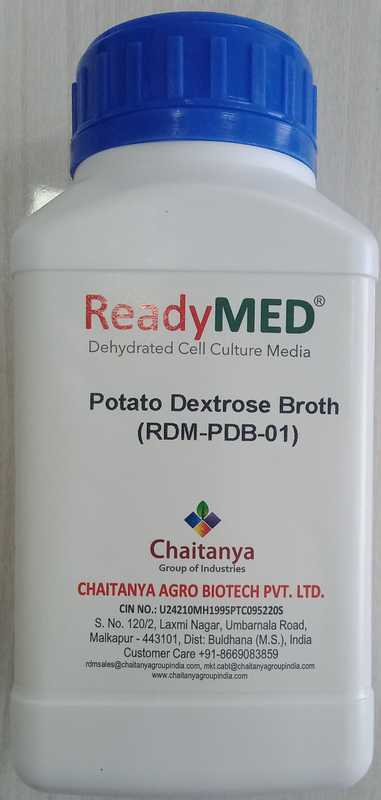 ReadyMED®
Dehydrated Cell Culture Media
Potato Dextrose Broth
(RDM-PDB-01)
Chaitanya
Group of Industries
CHAITANYA AGRO BIOTECH PVT. LTD.
CIN NO.: U24210MH1995PTC095220S
S. No. 120/2, Laxmi Nagar, Umbarnala Road,
Malkapur - 443101, Dist: Buldhana (M.S.), India
Customer Care +91-8669083859
rdmsales@chaitanyagroupindia.com, mkt.cabt@chaitanyagroupindia.com
www.chaitanyagroupindia.com